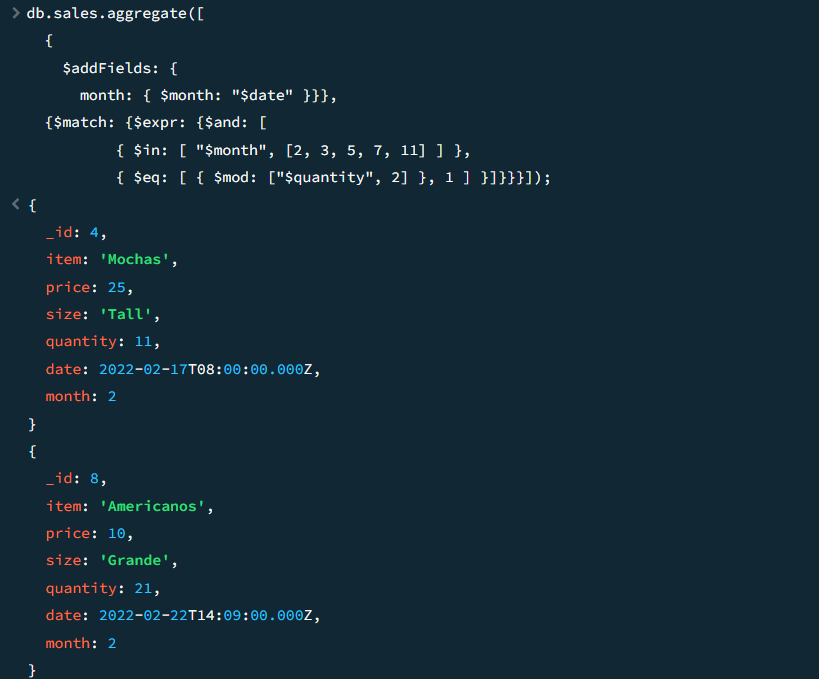 > db.sales.aggregate([
{
$addFields: {
month: { $month: "$date" }}},
{$match: {$expr: {$and: [
{ $in: [ "$month", [2, 3, 5, 7, 11] ] },
{ $eq: [ { $mod: ["$quantity", 2] }, 1 ] }]}}}]);
< {
_id: 4,
item: 'Mochas',
price: 25,
size: 'Tall',
quantity: 11,
date: 2022-02-17T08:00:00.000Z,
month: 2
}
{
_id: 8,
item: 'Americanos',
price: 10,
size: 'Grande',
quantity: 21,
date: 2022-02-22T14:09:00.000Z,
month: 2
}